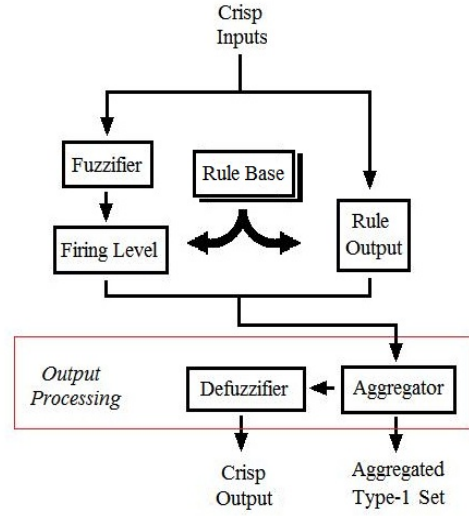 Crisp
Inputs
Fuzzifier
Rule Base
Firing Level
Rule
Output
Output
Processing
Defuzzifier
Aggregator
Crisp
Output
Aggregated
Type-1 Set